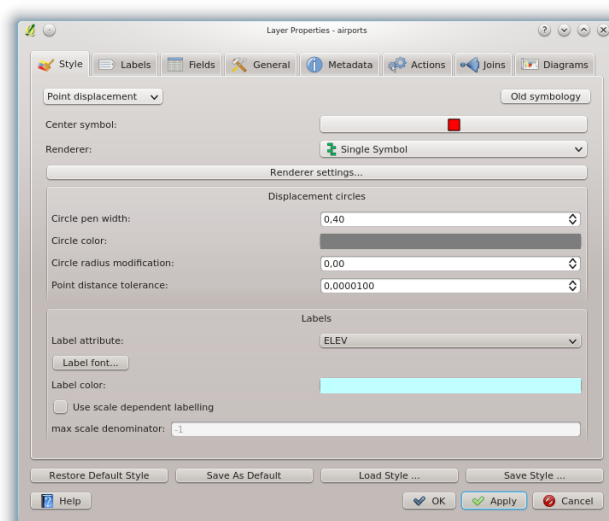 Layer Properties - airports
Style Labels Fields General Metadata Actions Joins Diagrams
Point displacement Old symbology
Center symbol:
Renderer: Single Symbol
Renderer settings...
Displacement circles
Circle pen width: 0,40
Circle color:
Circle radius modification: 0,00
Point distance tolerance: 0,0000100
Labels
Label attribute: ELEV
Label font...
Label color:
Use scale dependent labelling
max scale denominator: -1
Restore Default Style Save As Default Load Style ... Save Style ...
Help OK Apply Cancel